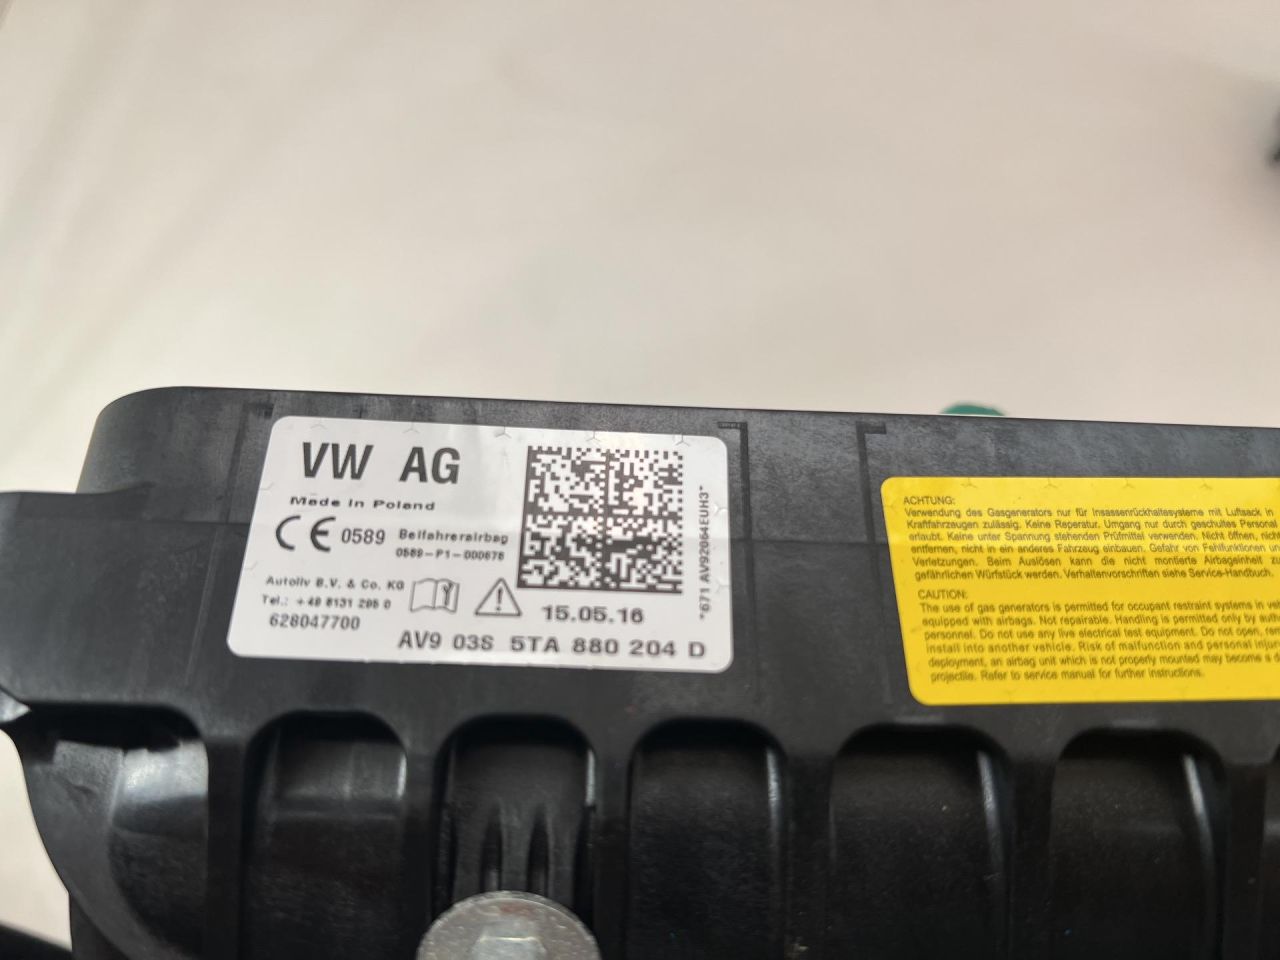 VW AG
Made in Poland
CE 0589 Beifahrerairbag
0589-P1-000678
Autoliv B.V. & Co. KG
Tel.: +49 8131 295 0
628047700
15.05.16
AV9 03S 5TA 880 204 D
*671 AV92064EUH3*
ACHTUNG:
Verwendung des Gasgenerators nur für Insassenrückhaltesysteme mit Luftsack in
Kraftfahrzeugen zulässig. Keine Reperatur. Umgang nur durch geschultes Personal
erlaubt. Keine unter Spannung stehenden Prüfmittel verwenden. Nicht öffnen, nicht
entfernen, nicht in ein anderes Fahrzeug einbauen. Gefahr von Fehlfunktionen und
Verletzungen. Beim Auslösen kann die nicht montierte Airbageinheit zu
gefährlichen Würfstück werden. Verhaltenvorschriften siehe Service-Handbuch.
CAUTION:
The use of gas generators is permitted for occupant restraint systems in
equipped with airbags. Not repairable. Handling is permitted only by
personnel. Do not use any live electrical test equipment. Do not open,
install into another vehicle. Risk of malfunction and personal
deployment, an airbag unit which is not properly mounted may become a
projectile. Refer to service manual for further instructions.